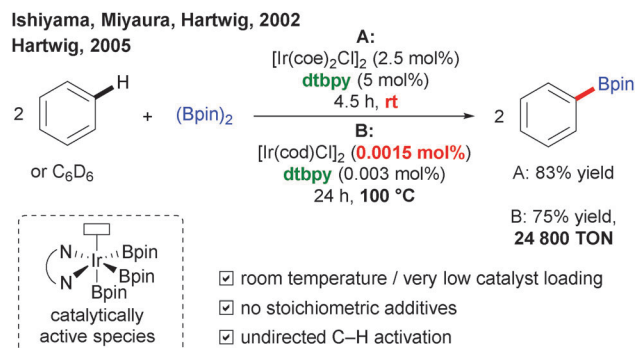 Ishiyama, Miyaura, Hartwig, 2002
Hartwig, 2005
A:
[Ir(coe)₂Cl]₂ (2.5 mol%)
dtbpy (5 mol%)
4.5 h, rt
2
H
+
(Bpin)₂
2
Bpin
or C₆D₆
B:
[Ir(cod)Cl]₂ (0.0015 mol%)
dtbpy (0.003 mol%)
24 h, 100 °C
A: 83% yield
B: 75% yield,
24 800 TON
N
N
Ir
Bpin
Bpin
Bpin
catalytically
active species
room temperature / very low catalyst loading
no stoichiometric additives
undirected C–H activation